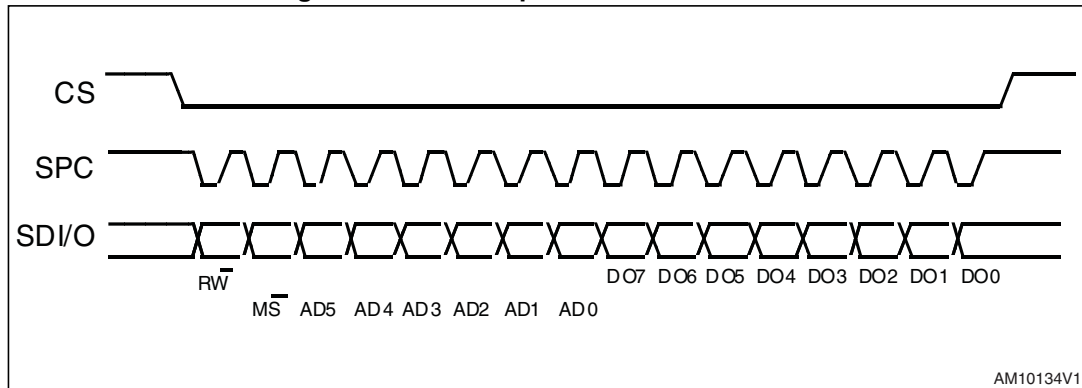 CS
SPC
SDI/O
RW
DO7 DO6 DO5 DO4 DO3 DO2 DO1 DO0
MS AD5 AD4 AD3 AD2 AD1 AD0
AM10134V1